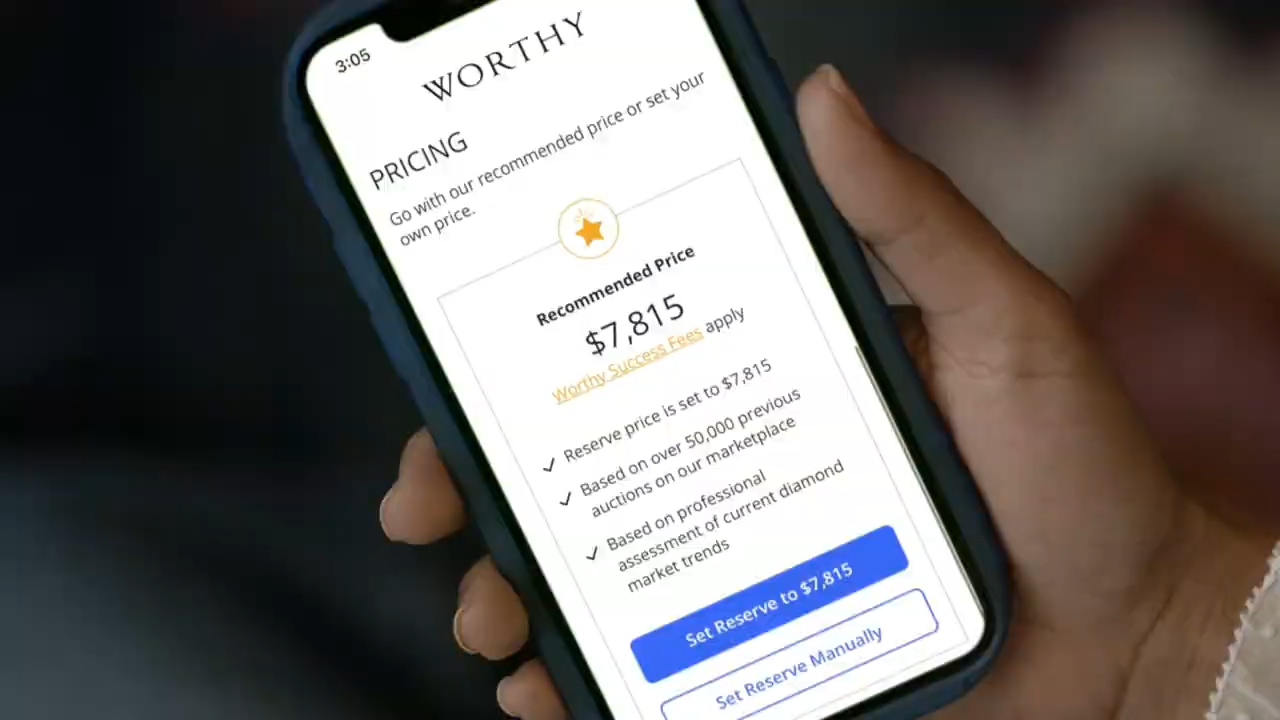 3:05
WORTHY
PRICING
Go with our recommended price or set your
own price.
Recommended Price
$7,815
Worthy Success Fees apply
Reserve price is set to $7,815
Based on over 50,000 previous
auctions on our marketplace
Based on professional
assessment of current diamond
market trends
Set Reserve to $7,815
Set Reserve Manually